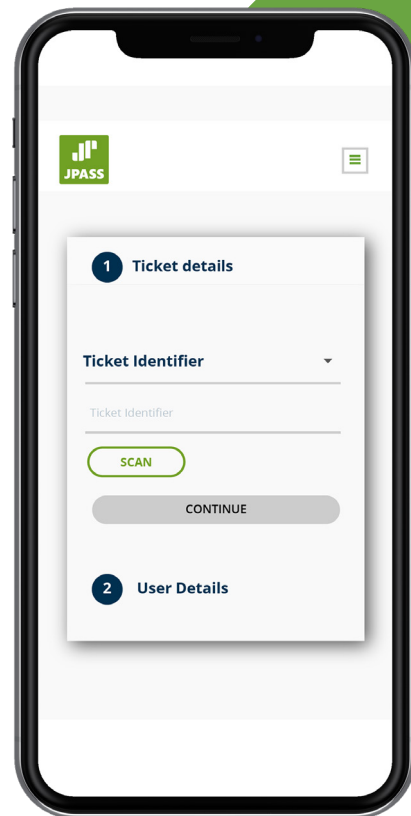 JPASS
1 Ticket details
Ticket Identifier
Ticket Identifier
SCAN
CONTINUE
2 User Details